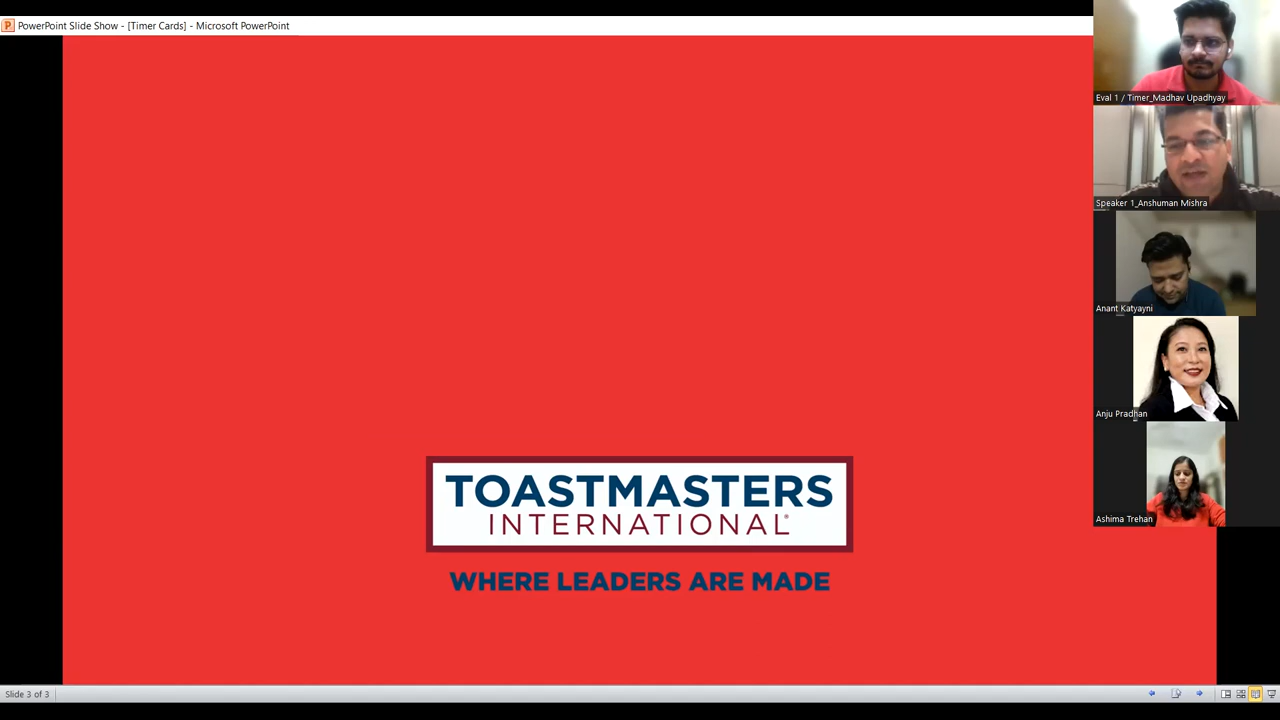 PowerPoint Slide Show - [Timer Cards] - Microsoft PowerPoint
Eval 1 / Timer_Madhav Upadhyay
Speaker 1_Anshuman Mishra
Anant Katyayni
Anju Pradhan
Ashima Trehan
TOASTMASTERS
INTERNATIONAL®
WHERE LEADERS ARE MADE
Slide 3 of 3